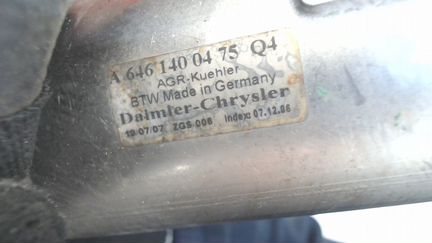 A 646 140 04 75 Q4
AGR-Kuehler
BTW Made in Germany
Daimler-Chrysler
19.07.07 ZGS 006 Index: 07.12.06